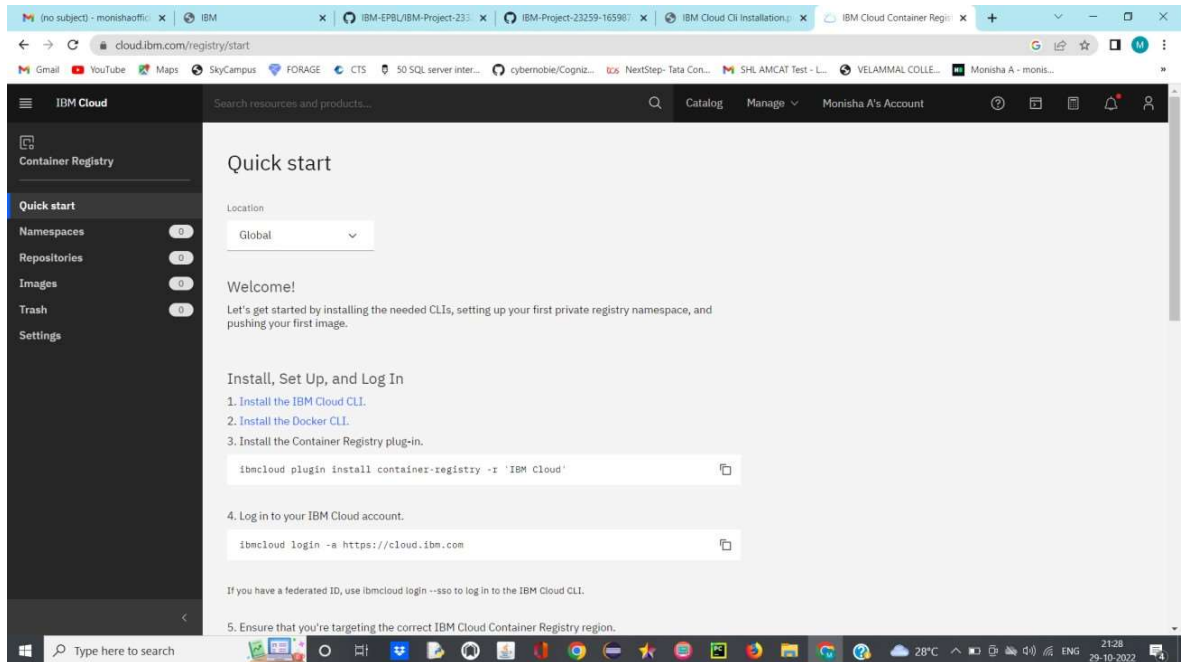 (no subject) - monishaoffic
IBM
IBM-EPBL/IBM-Project-233
IBM-Project-23259-165987
IBM Cloud Cli Installation.p
IBM Cloud Container Regis
cloud.ibm.com/registry/start
Gmail YouTube Maps SkyCampus FORAGE CTS 50 SQL server inter... cybernobie/Cogniz... NextStep- Tata Con... SHL AMCAT Test - L... VELAMMAL COLLE... Monisha A - monis... »
IBM Cloud Search resources and products... Catalog Manage Monisha A's Account
Container Registry
Quick start
Namespaces 0
Repositories 0
Images 0
Trash 0
Settings
Quick start
Location
Global
Welcome!
Let's get started by installing the needed CLIs, setting up your first private registry namespace, and
pushing your first image.
Install, Set Up, and Log In
1. Install the IBM Cloud CLI.
2. Install the Docker CLI.
3. Install the Container Registry plug-in.
ibmcloud plugin install container-registry -r 'IBM Cloud'
4. Log in to your IBM Cloud account.
ibmcloud login -a https://cloud.ibm.com
If you have a federated ID, use ibmcloud login --sso to log in to the IBM Cloud CLI.
5. Ensure that you're targeting the correct IBM Cloud Container Registry region.
Type here to search
28°C ENG
21:28
29-10-2022